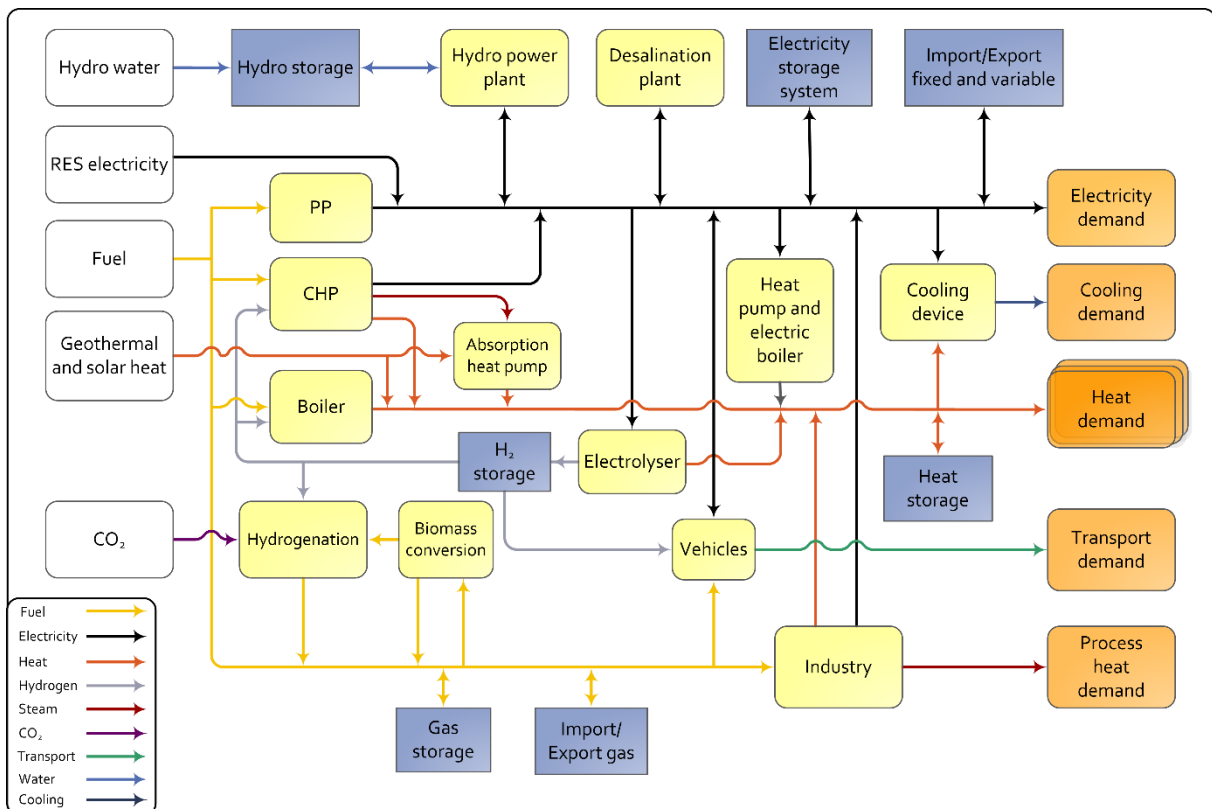 Hydro water
Hydro storage
Hydro power
plant
Desalination
plant
Electricity
storage
system
Import/Export
fixed and variable
RES electricity
PP
Electricity
demand
Fuel
CHP
Heat
pump and
electric
boiler
Cooling
device
Cooling
demand
Geothermal
and solar heat
Absorption
heat pump
Boiler
Heat
demand
H₂
storage
Electrolyser
Heat
storage
CO₂
Hydrogenation
Biomass
conversion
Vehicles
Transport
demand
Industry
Process
heat
demand
Gas
storage
Import/
Export gas
Fuel
Electricity
Heat
Hydrogen
Steam
CO₂
Transport
Water
Cooling